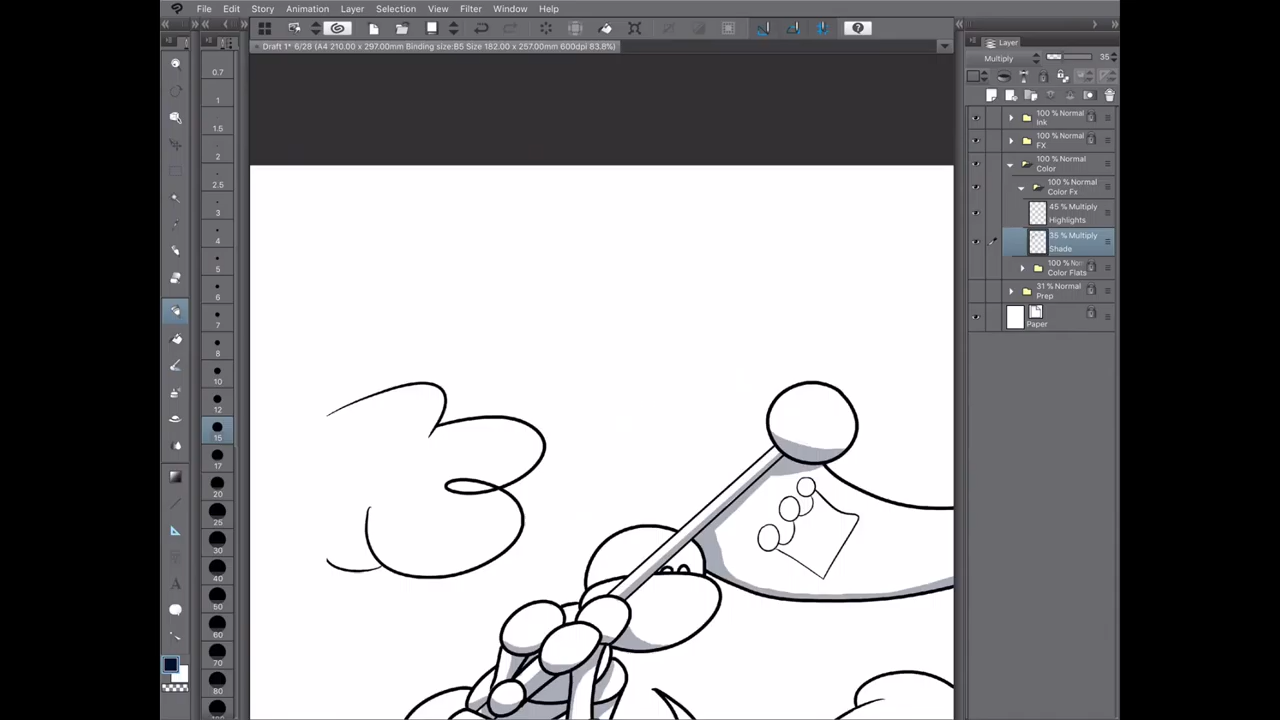 File Edit Story Animation Layer Selection View Filter Window Help
Draft 1* 6/28 (A4 210.00 x 297.00mm Binding size:B5 Size 182.00 x 257.00mm 600dpi 83.8%)
Layer
Multiply 35
100 % Normal
Ink
100 % Normal
FX
100 % Normal
Color
100 % Normal
Color Fx
45 % Multiply
Highlights
35 % Multiply
Shade
100 % Nor
Color Flats
31 % Normal
Prep
Paper
0.7
1
1.5
2
2.5
3
4
5
6
7
8
10
12
15
17
20
25
30
40
50
60
70
80